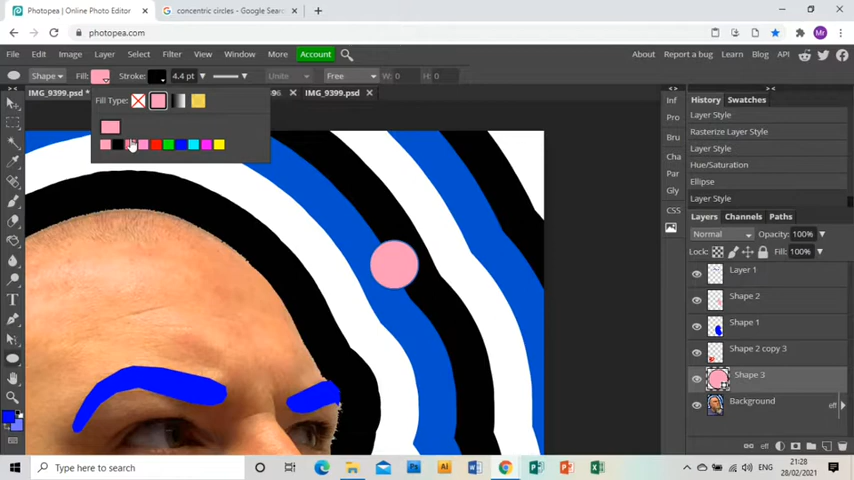 Photopea | Online Photo Editor
concentric circles - Google Sear
photopea.com
Mr
File Edit Image Layer Select Filter View Window More Account
About Report a bug Learn Blog API
Shape Fill: Stroke: 4.4 pt Unite Free W: 0 H: 0
IMG_9399.psd * IMG_9399.psd
Fill Type:
Inf
Pro
Bru
Cha
Par
Gly
CSS
History Swatches
Layer Style
Rasterize Layer Style
Layer Style
Hue/Saturation
Ellipse
Layer Style
Layers Channels Paths
Normal Opacity: 100%
Lock: Fill: 100%
Layer 1
Shape 2
Shape 1
Shape 2 copy 3
Shape 3
Background
eff
eff
Type here to search
ENG
21:28
28/02/2021